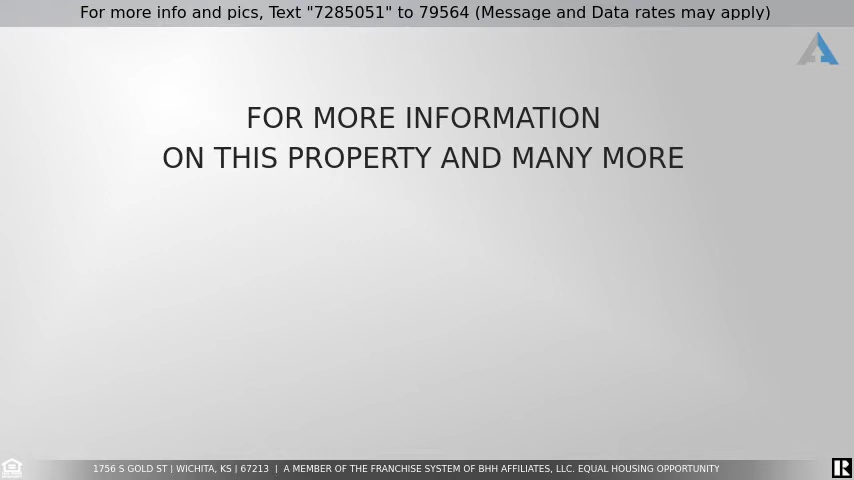 For more info and pics, Text "7285051" to 79564 (Message and Data rates may apply)
FOR MORE INFORMATION
ON THIS PROPERTY AND MANY MORE
1756 S GOLD ST | WICHITA, KS | 67213 | A MEMBER OF THE FRANCHISE SYSTEM OF BHH AFFILIATES, LLC. EQUAL HOUSING OPPORTUNITY